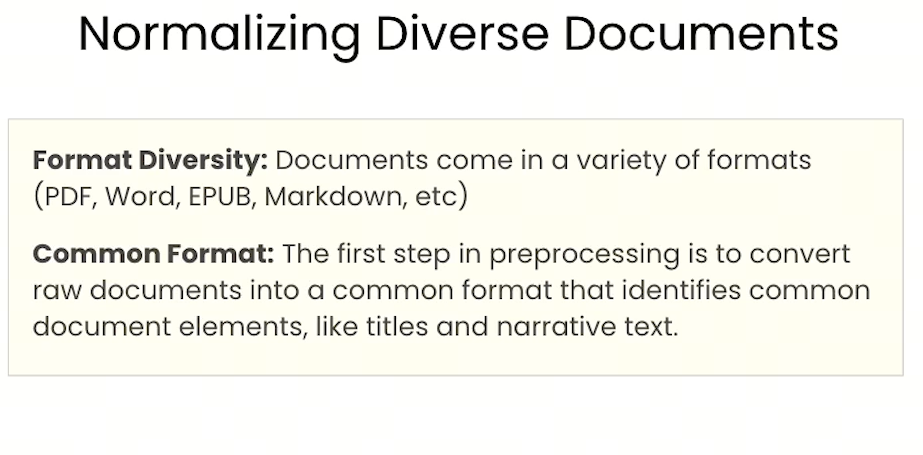 Normalizing Diverse Documents
Format Diversity: Documents come in a variety of formats
(PDF, Word, EPUB, Markdown, etc)
Common Format: The first step in preprocessing is to convert
raw documents into a common format that identifies common
document elements, like titles and narrative text.